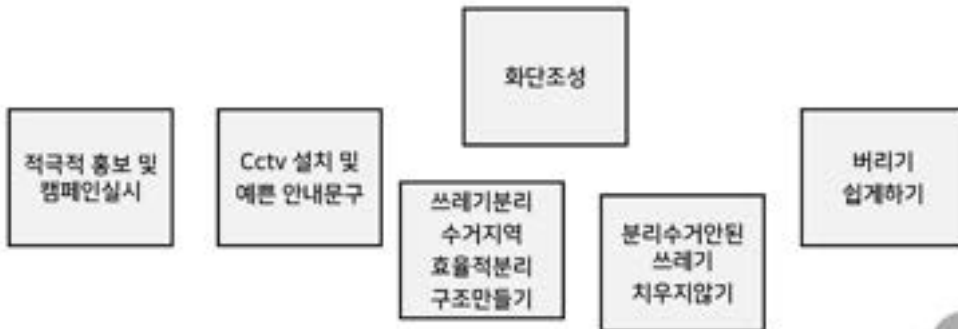 화단조성
적극적 홍보 및
캠페인실시
Cctv 설치 및
예쁜 안내문구
쓰레기분리
수거지역
효율적분리
구조만들기
분리수거안된
쓰레기
치우지않기
버리기
쉽게하기